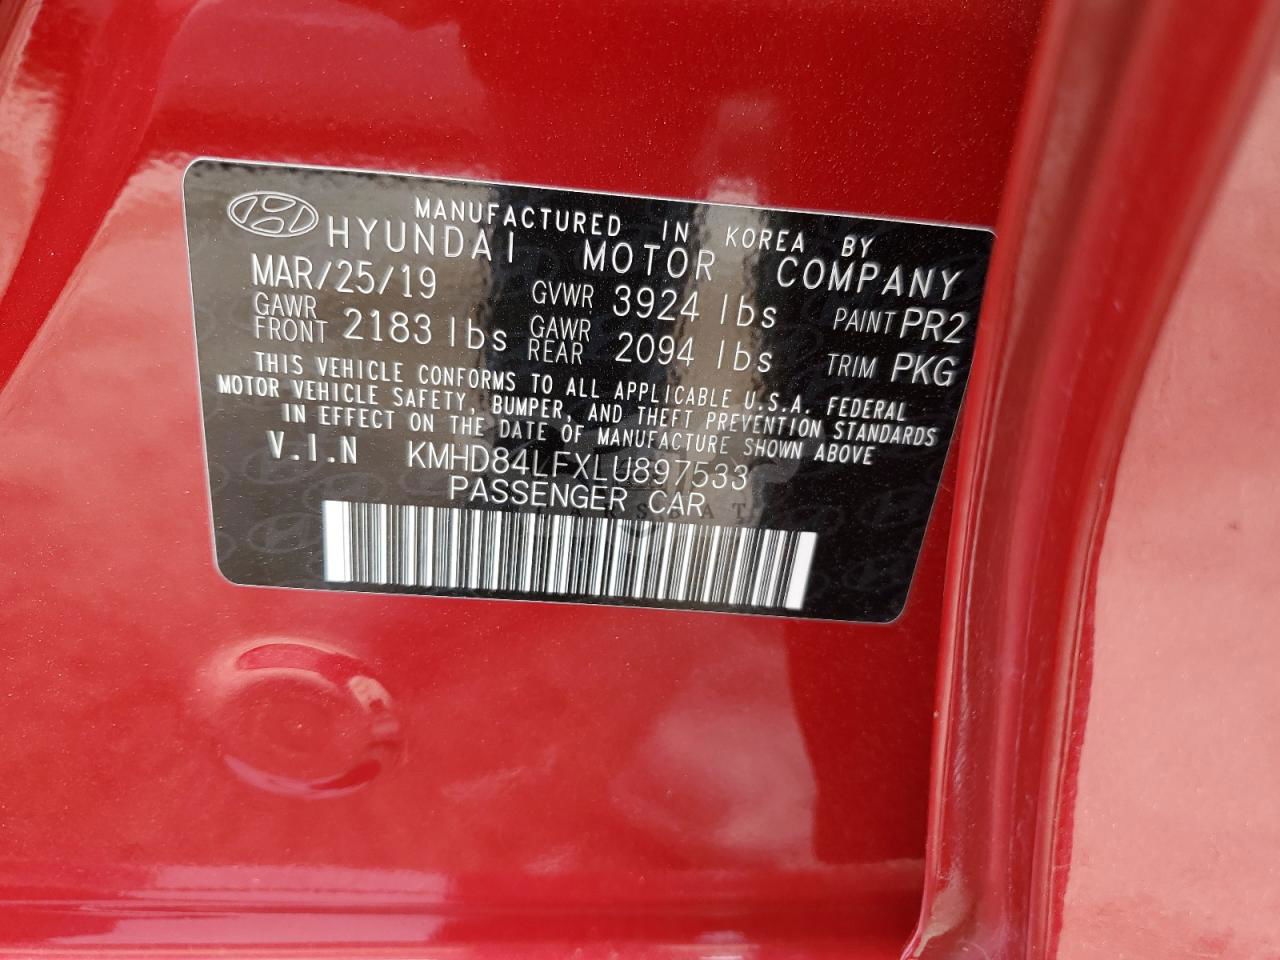 MANUFACTURED IN KOREA BY
HYUNDAI MOTOR COMPANY
MAR/25/19 GVWR 3924 lbs PAINT PR2
GAWR FRONT 2183 lbs GAWR REAR 2094 lbs TRIM PKG
THIS VEHICLE CONFORMS TO ALL APPLICABLE U.S.A. FEDERAL
MOTOR VEHICLE SAFETY, BUMPER, AND THEFT PREVENTION STANDARDS
IN EFFECT ON THE DATE OF MANUFACTURE SHOWN ABOVE
V.I.N KMHD84LFXLU897533
PASSENGER CAR